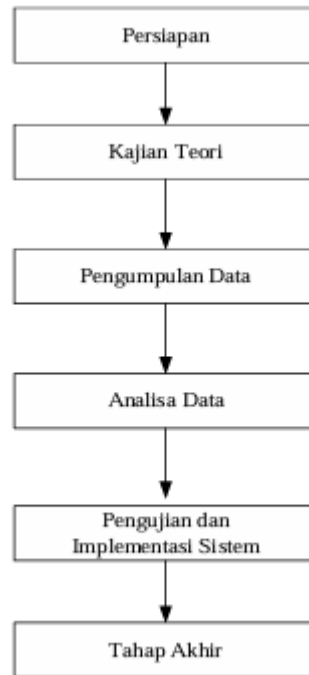 Persiapan
Kajian Teori
Pengumpulan Data
Analisa Data
Pengujian dan
Implementasi Sistem
Tahap Akhir